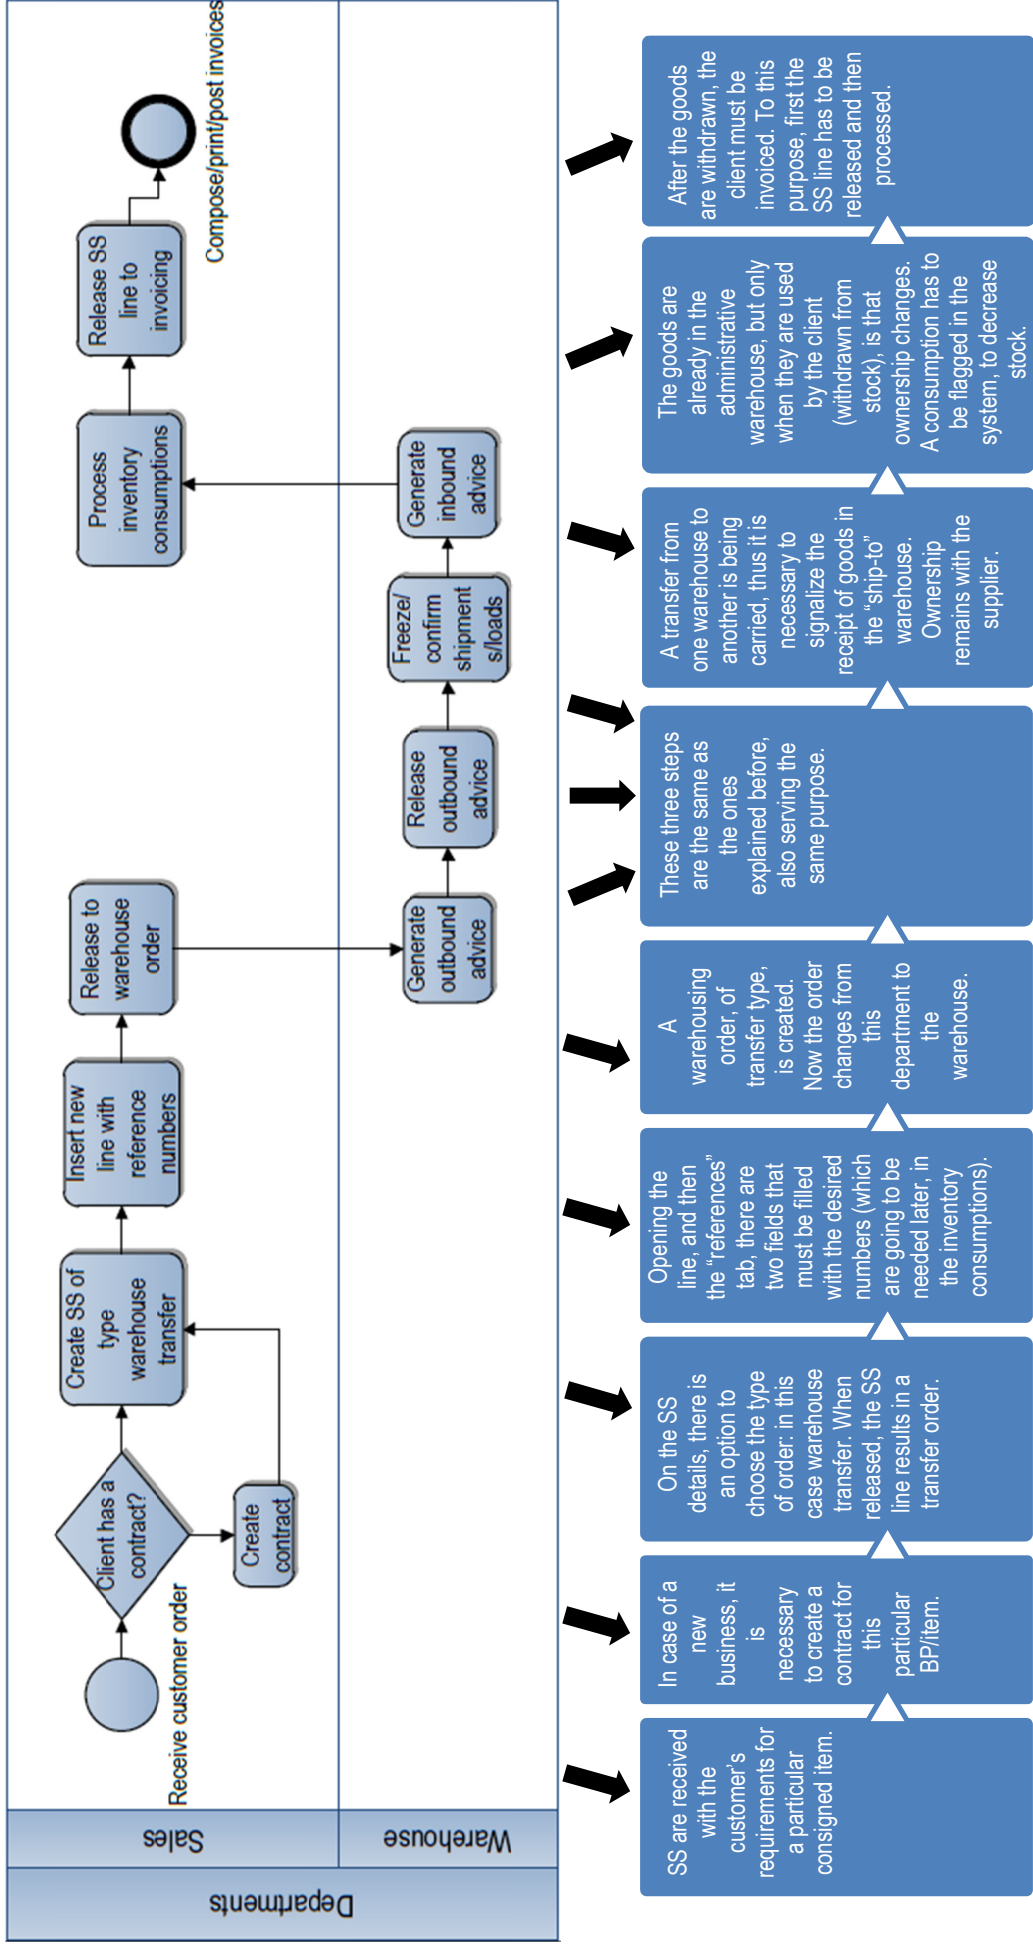 Departments
Sales
Warehouse
Receive customer order
Client has a
contract?
Create
contract
Create SS of
type
warehouse
transfer
Insert new
line with
reference
numbers
Release to
warehouse
order
Generate
outbound
advice
Release
outbound
advice
Freeze/
confirm
shipment
s/loads
Generate
inbound
advice
Process
inventory
consumptions
Release SS
line to
invoicing
Compose/print/post invoices
SS are received
with the
customer's
requirements for
a particular
consigned item.
In case of a
new
business, it
is
necessary
to create a
contract for
this
particular
BP/item.
On the SS
details, there is
an option to
choose the type
of order: in this
case warehouse
transfer. When
released, the SS
line results in a
transfer order.
Opening the
line, and then
the “references”
tab, there are
two fields that
must be filled
with the desired
numbers (which
are going to be
needed later, in
the inventory
consumptions).
A
warehousing
order, of
transfer type,
is created.
Now the order
changes from
this
department to
the
warehouse.
These three steps
are the same as
the ones
explained before,
also serving the
same purpose.
A transfer from
one warehouse to
another is being
carried, thus it is
necessary to
signalize the
receipt of goods in
the “ship-to”
warehouse.
Ownership
remains with the
supplier.
The goods are
already in the
administrative
warehouse, but only
when they are used
by the client
(withdrawn from
stock), is that
ownership changes.
A consumption has to
be flagged in the
system, to decrease
stock.
After the goods
are withdrawn, the
client must be
invoiced. To this
purpose, first the
SS line has to be
released and then
processed.